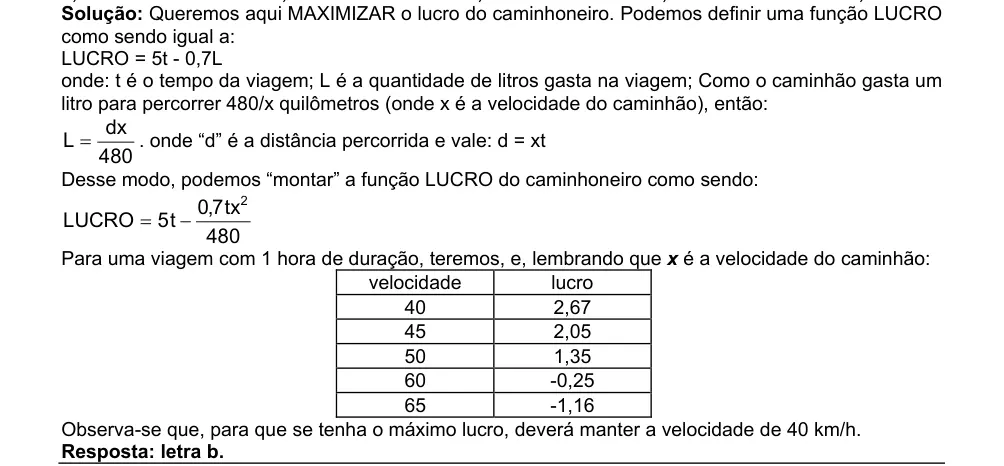 Solução: Queremos aqui MAXIMIZAR o lucro do caminhoneiro. Podemos definir uma função LUCRO
como sendo igual a:
LUCRO = 5t - 0,7L
onde: t é o tempo da viagem; L é a quantidade de litros gasta na viagem; Como o caminhão gasta um
litro para percorrer 480/x quilômetros (onde x é a velocidade do caminhão), então:
L = dx/480 . onde “d” é a distância percorrida e vale: d = xt
Desse modo, podemos “montar” a função LUCRO do caminhoneiro como sendo:
LUCRO = 5t − 0,7tx²/480
Para uma viagem com 1 hora de duração, teremos, e, lembrando que x é a velocidade do caminhão:
velocidade lucro
40 2,67
45 2,05
50 1,35
60 -0,25
65 -1,16
Observa-se que, para que se tenha o máximo lucro, deverá manter a velocidade de 40 km/h.
Resposta: letra b.